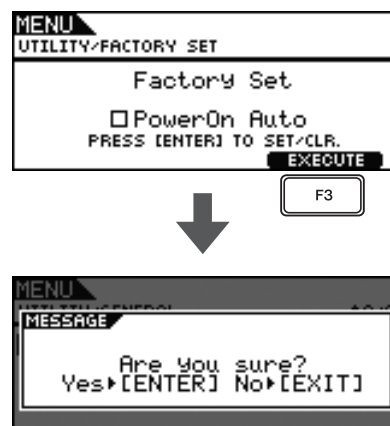 MENU
UTILITY/FACTORY SET
Factory Set
PowerOn Auto
PRESS [ENTER] TO SET/CLR.
EXECUTE
F3
MENU
MESSAGE
Are you sure?
Yes▸[ENTER] No▸[EXIT]